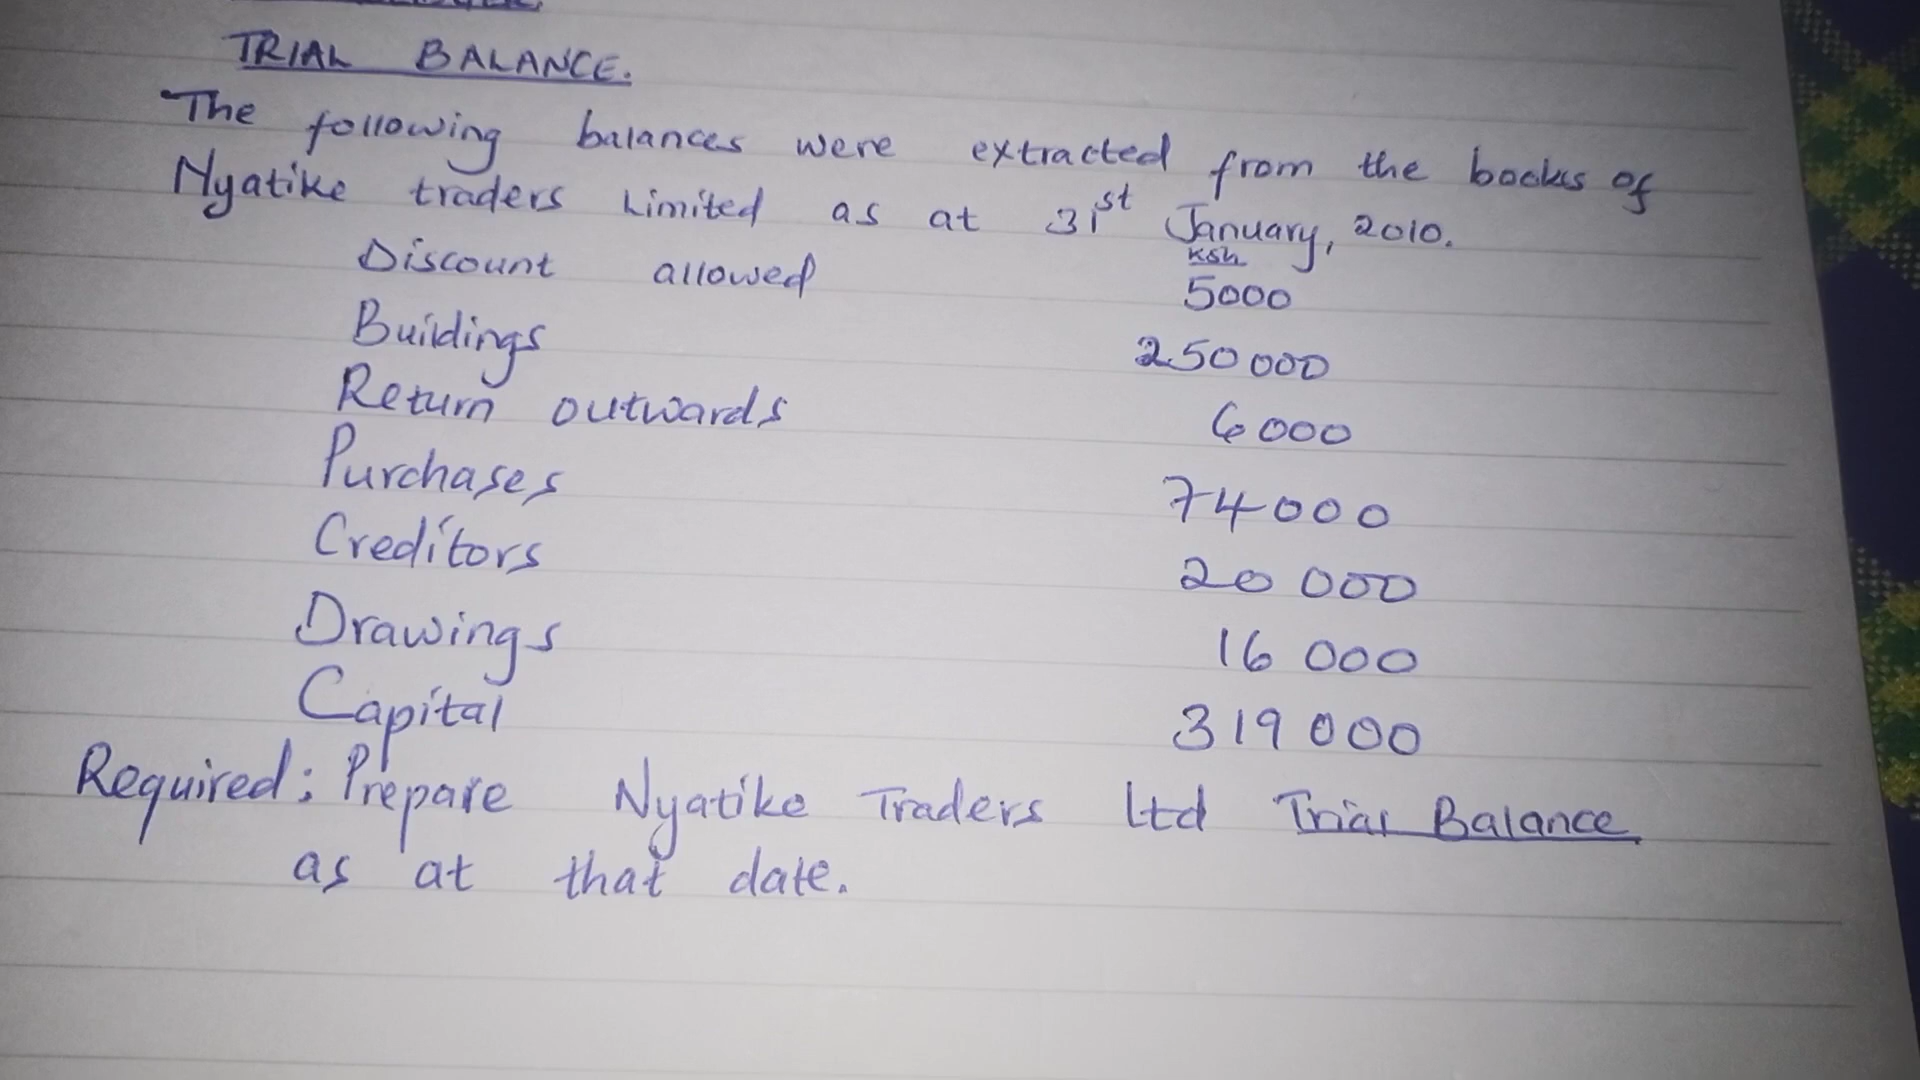 TRIAL BALANCE.
The following balances were extracted from the books of
Nyatike traders Limited as at 31st January, 2010.
Ksh
Discount allowed 5000
Buildings 250 000
Return outwards 6000
Purchases 74000
Creditors 20 000
Drawings 16 000
Capital 319 000
Required: Prepare Nyatike Traders Ltd Trial Balance
as at that date.